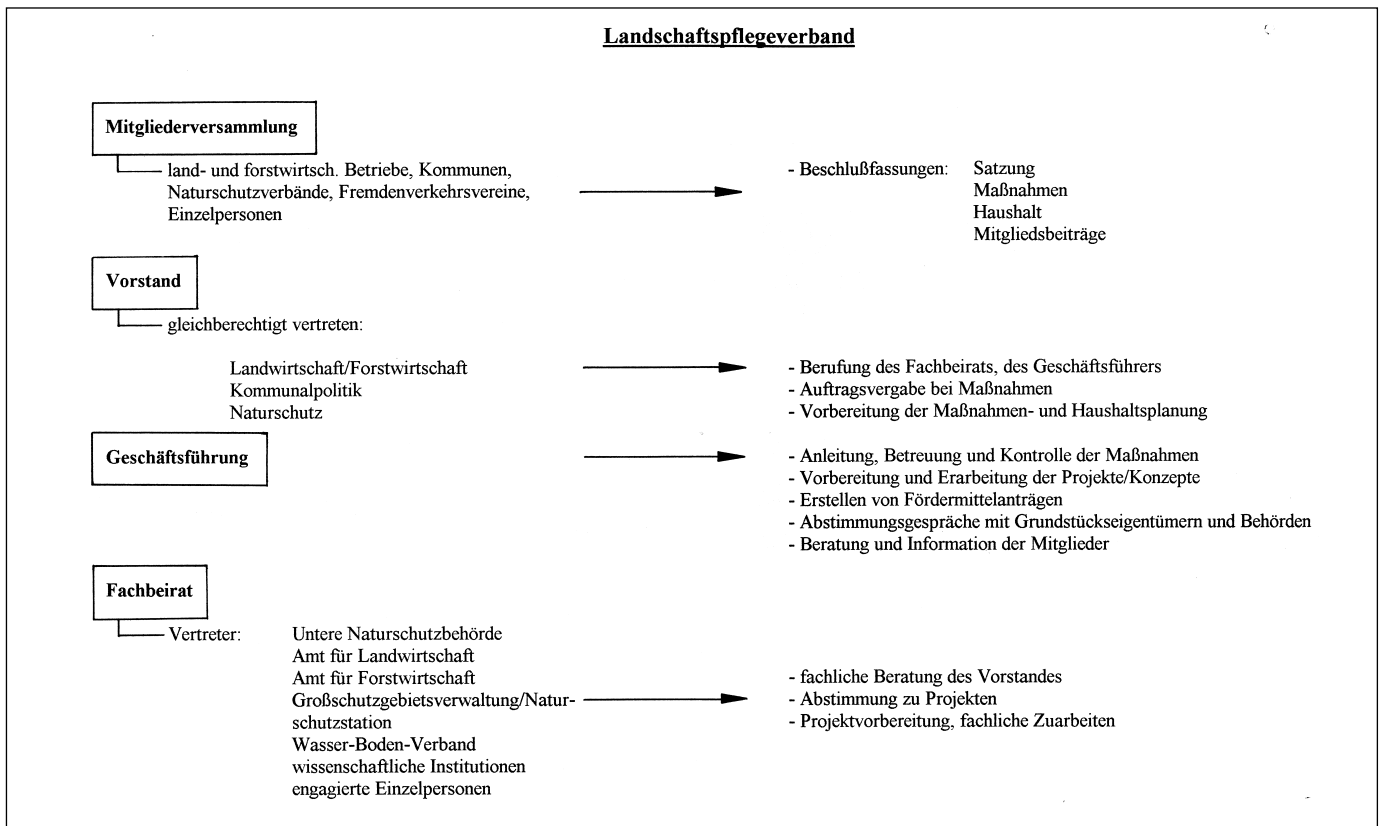 Landschaftspflegeverband
Mitgliederversammlung
land- und forstwirtsch. Betriebe, Kommunen,
Naturschutzverbände, Fremdenverkehrsvereine,
Einzelpersonen
- Beschlußfassungen: Satzung
Maßnahmen
Haushalt
Mitgliedsbeiträge
Vorstand
gleichberechtigt vertreten:
Landwirtschaft/Forstwirtschaft
Kommunalpolitik
Naturschutz
- Berufung des Fachbeirats, des Geschäftsführers
- Auftragsvergabe bei Maßnahmen
- Vorbereitung der Maßnahmen- und Haushaltsplanung
Geschäftsführung
- Anleitung, Betreuung und Kontrolle der Maßnahmen
- Vorbereitung und Erarbeitung der Projekte/Konzepte
- Erstellen von Fördermittelanträgen
- Abstimmungsgespräche mit Grundstückseigentümern und Behörden
- Beratung und Information der Mitglieder
Fachbeirat
Vertreter: Untere Naturschutzbehörde
Amt für Landwirtschaft
Amt für Forstwirtschaft
Großschutzgebietsverwaltung/Natur-
schutzstation
Wasser-Boden-Verband
wissenschaftliche Institutionen
engagierte Einzelpersonen
- fachliche Beratung des Vorstandes
- Abstimmung zu Projekten
- Projektvorbereitung, fachliche Zuarbeiten